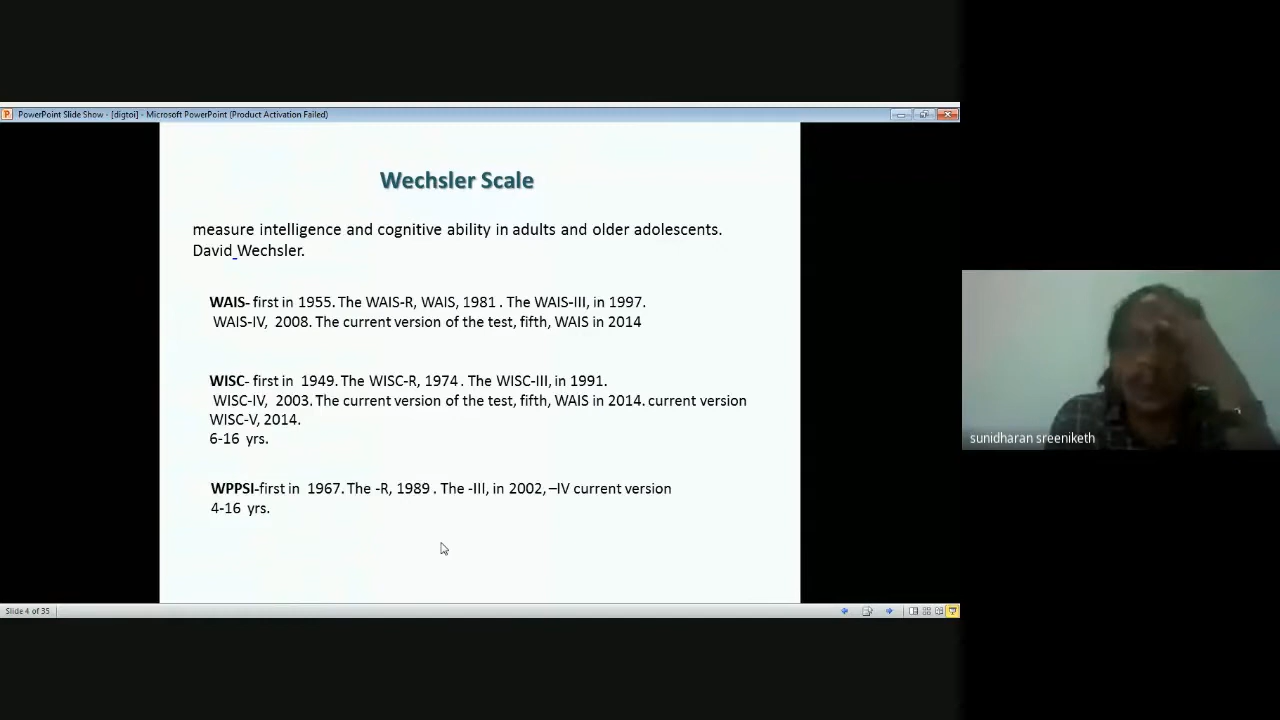 PowerPoint Slide Show - [digtoi] - Microsoft PowerPoint (Product Activation Failed)
Wechsler Scale
measure intelligence and cognitive ability in adults and older adolescents.
David Wechsler.
WAIS- first in 1955. The WAIS-R, WAIS, 1981 . The WAIS-III, in 1997.
WAIS-IV, 2008. The current version of the test, fifth, WAIS in 2014
WISC- first in 1949. The WISC-R, 1974 . The WISC-III, in 1991.
WISC-IV, 2003. The current version of the test, fifth, WAIS in 2014. current version
WISC-V, 2014.
6-16 yrs.
WPPSI-first in 1967. The -R, 1989 . The -III, in 2002, –IV current version
4-16 yrs.
sunidharan sreeniketh
Slide 4 of 35